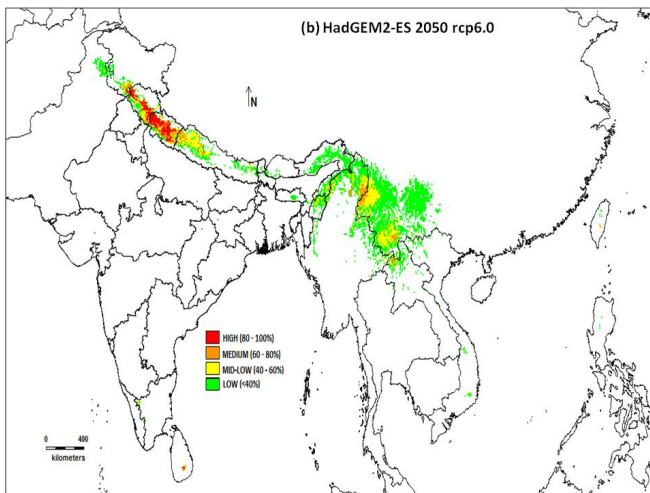 (b) HadGEM2-ES 2050 rcp6.0
N
HIGH (80 - 100%)
MEDIUM (60 - 80%)
MID-LOW (40 - 60%)
LOW (<40%)
0 400
kilometers